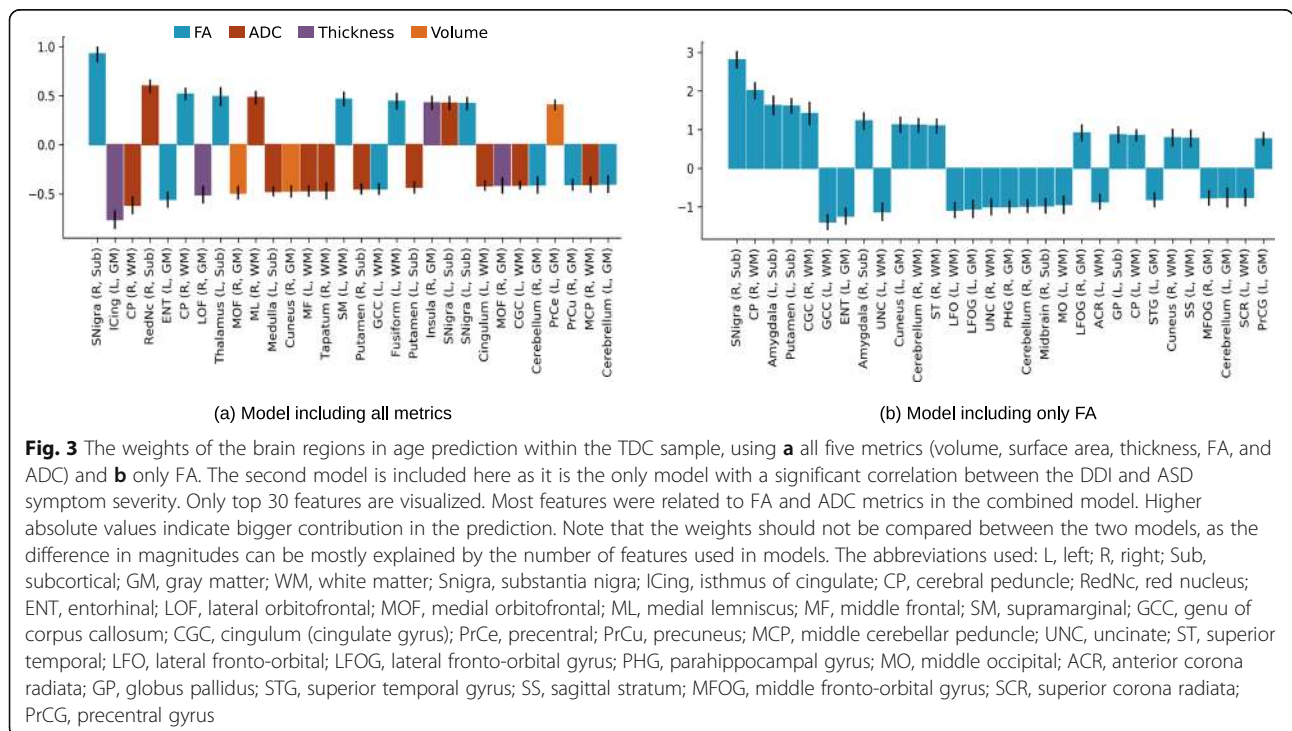 FA ADC Thickness Volume
1.0
0.5
0.0
−0.5
SNigra (R, Sub)
ICing (L, GM)
CP (R, WM)
RedNc (R, Sub)
ENT (L, GM)
CP (R, WM)
LOF (R, GM)
Thalamus (L, Sub)
MOF (R, GM)
ML (R, WM)
Medulla (L, Sub)
Cuneus (R, GM)
MF (L, WM)
Tapatum (R, WM)
SM (L, WM)
Putamen (R, Sub)
GCC (L, WM)
Fusiform (L, WM)
Putamen (L, Sub)
Insula (R, GM)
SNigra (L, Sub)
SNigra (L, Sub)
Cingulum (L, WM)
MOF (R, GM)
CGC (L, WM)
Cerebellum (R, WM)
PrCe (L, GM)
PrCu (R, WM)
MCP (R, WM)
Cerebrellum (L, GM)
(a) Model including all metrics
3
2
1
0
−1
SNigra (R, Sub)
CP (R, WM)
Amygdala (L, Sub)
Putamen (L, Sub)
CGC (R, WM)
GCC (L, WM)
ENT (L, GM)
Amygdala (R, Sub)
UNC (L, WM)
Cuneus (L, GM)
Cerebrellum (R, WM)
ST (R, WM)
LFO (L, WM)
LFOG (L, GM)
UNC (R, WM)
PHG (R, GM)
Cerebellum (R, GM)
Midbrain (R, WM)
MO (L, WM)
LFOG (R, GM)
ACR (L, WM)
GP (L, Sub)
CP (L, WM)
STG (L, GM)
Cuneus (R, WM)
SS (L, WM)
MFOG (R, GM)
Cerebrellum (L, GM)
SCR (L, WM)
PrCG (L, GM)
(b) Model including only FA
Fig. 3 The weights of the brain regions in age prediction within the TDC sample, using a all five metrics (volume, surface area, thickness, FA, and
ADC) and b only FA. The second model is included here as it is the only model with a significant correlation between the DDI and ASD
symptom severity. Only top 30 features are visualized. Most features were related to FA and ADC metrics in the combined model. Higher
absolute values indicate bigger contribution in the prediction. Note that the weights should not be compared between the two models, as the
difference in magnitudes can be mostly explained by the number of features used in models. The abbreviations used: L, left; R, right; Sub,
subcortical; GM, gray matter; WM, white matter; Snigra, substantia nigra; ICing, isthmus of cingulate; CP, cerebral peduncle; RedNc, red nucleus;
ENT, entorhinal; LOF, lateral orbitofrontal; MOF, medial orbitofrontal; ML, medial lemniscus; MF, middle frontal; SM, supramarginal; GCC, genu of
corpus callosum; CGC, cingulum (cingulate gyrus); PrCe, precentral; PrCu, precuneus; MCP, middle cerebellar peduncle; UNC, uncinate; ST, superior
temporal; LFO, lateral fronto-orbital; LFOG, lateral fronto-orbital gyrus; PHG, parahippocampal gyrus; MO, middle occipital; ACR, anterior corona
radiata; GP, globus pallidus; STG, superior temporal gyrus; SS, sagittal stratum; MFOG, middle fronto-orbital gyrus; SCR, superior corona radiata;
PrCG, precentral gyrus